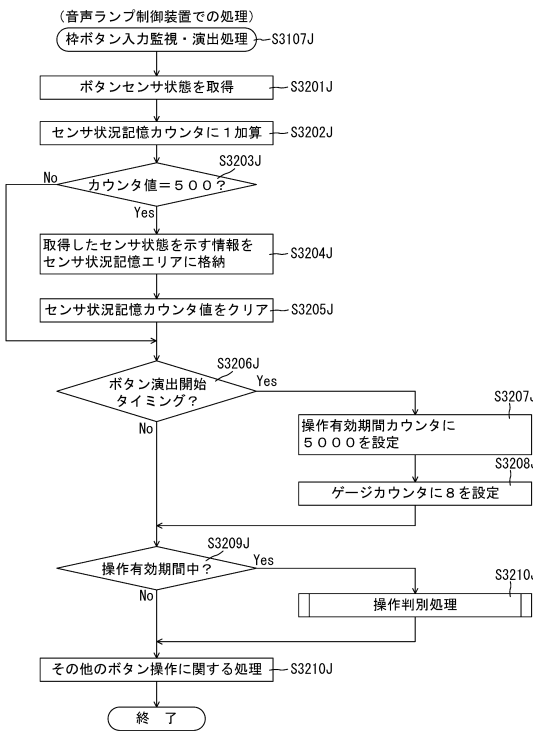 (音声ランプ制御装置での処理)
枠ボタン入力監視・演出処理
S3107J
ボタンセンサ状態を取得
S3201J
センサ状況記憶カウンタに1加算
S3202J
S3203J
カウンタ値=500?
No
Yes
取得したセンサ状態を示す情報を
センサ状況記憶エリアに格納
S3204J
センサ状況記憶カウンタ値をクリア
S3205J
S3206J
ボタン演出開始
タイミング?
Yes
No
S3207J
操作有効期間カウンタに
5000を設定
S3208J
ゲージカウンタに8を設定
S3209J
操作有効期間中?
Yes
No
S3210J
操作判別処理
その他のボタン操作に関する処理
S3210J
終 了